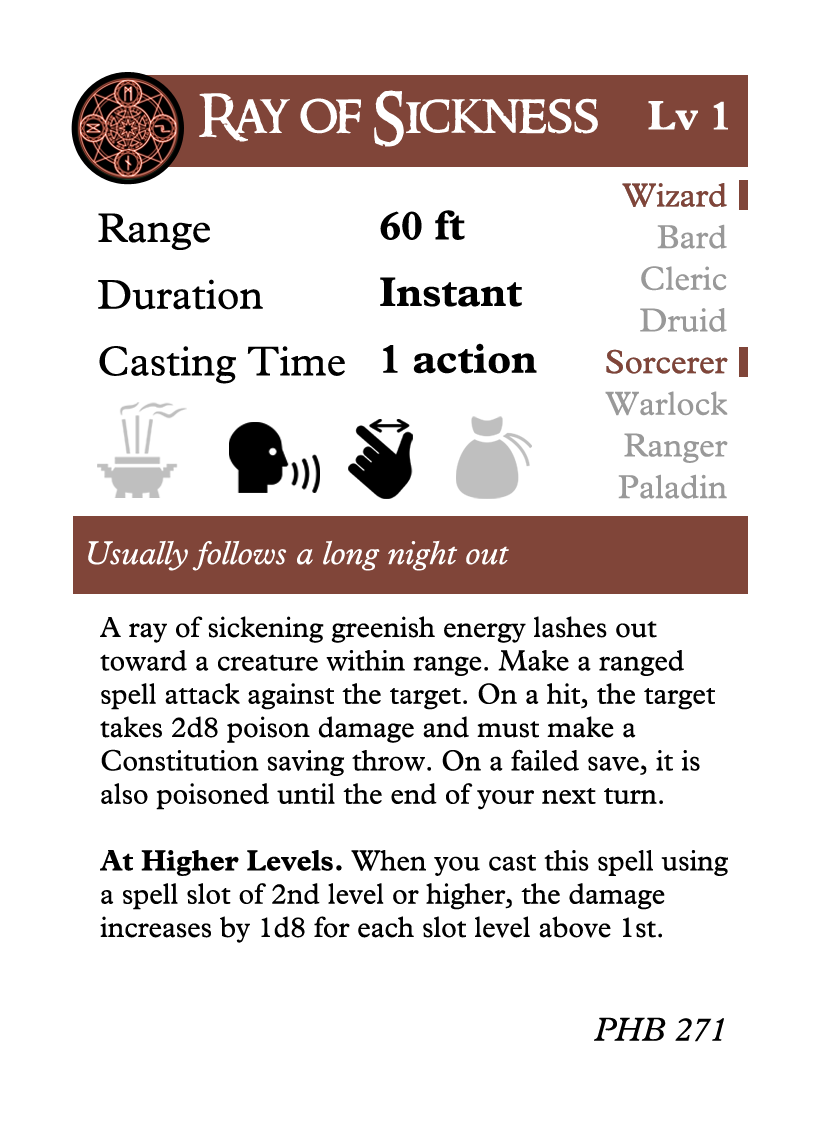 Ray of Sickness Lv 1
Wizard
Bard
Cleric
Druid
Sorcerer
Warlock
Ranger
Paladin
Range 60 ft
Duration Instant
Casting Time 1 action
Usually follows a long night out
A ray of sickening greenish energy lashes out
toward a creature within range. Make a ranged
spell attack against the target. On a hit, the target
takes 2d8 poison damage and must make a
Constitution saving throw. On a failed save, it is
also poisoned until the end of your next turn.
At Higher Levels. When you cast this spell using
a spell slot of 2nd level or higher, the damage
increases by 1d8 for each slot level above 1st.
PHB 271